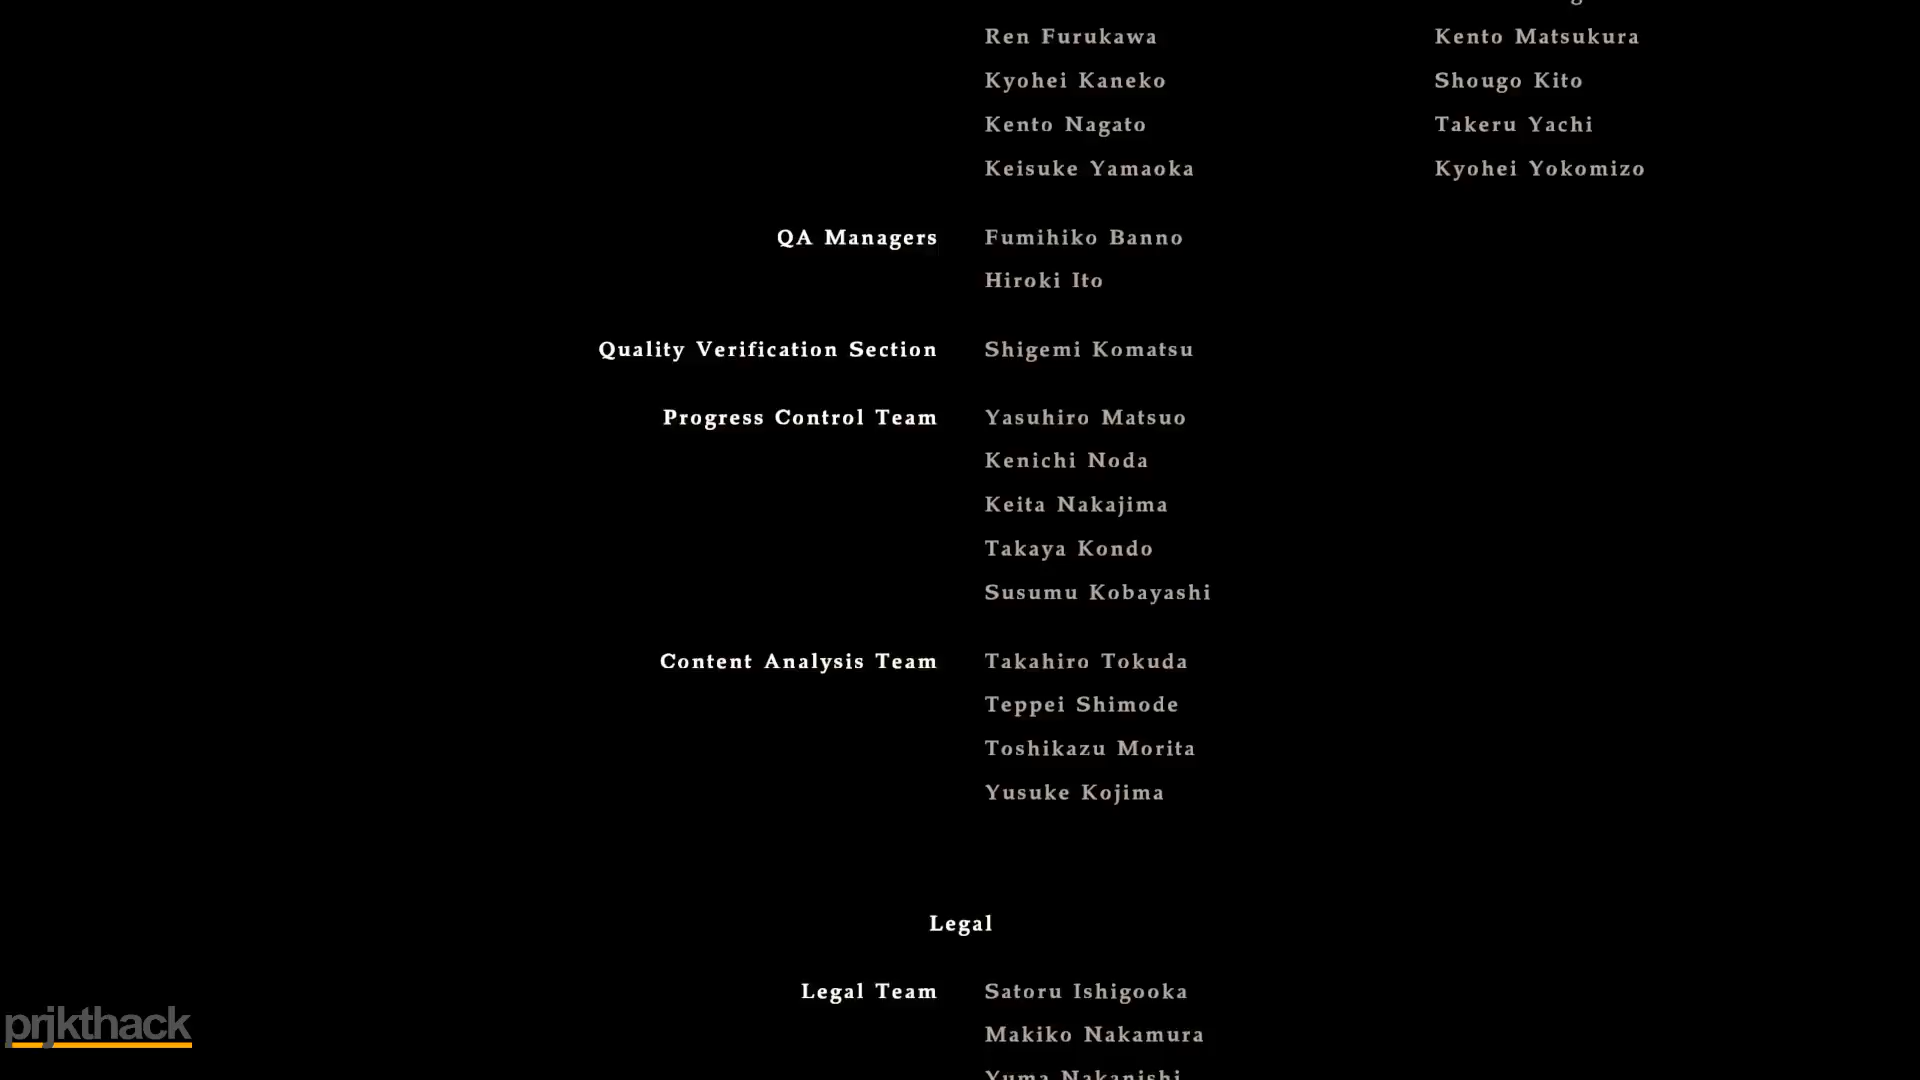 Ren Furukawa Kento Matsukura
Kyohei Kaneko Shougo Kito
Kento Nagato Takeru Yachi
Keisuke Yamaoka Kyohei Yokomizo
QA Managers Fumihiko Banno
Hiroki Ito
Quality Verification Section Shigemi Komatsu
Progress Control Team Yasuhiro Matsuo
Kenichi Noda
Keita Nakajima
Takaya Kondo
Susumu Kobayashi
Content Analysis Team Takahiro Tokuda
Teppei Shimode
Toshikazu Morita
Yusuke Kojima
Legal
Legal Team Satoru Ishigooka
Makiko Nakamura
Yuma Nakanishi
prjkthack